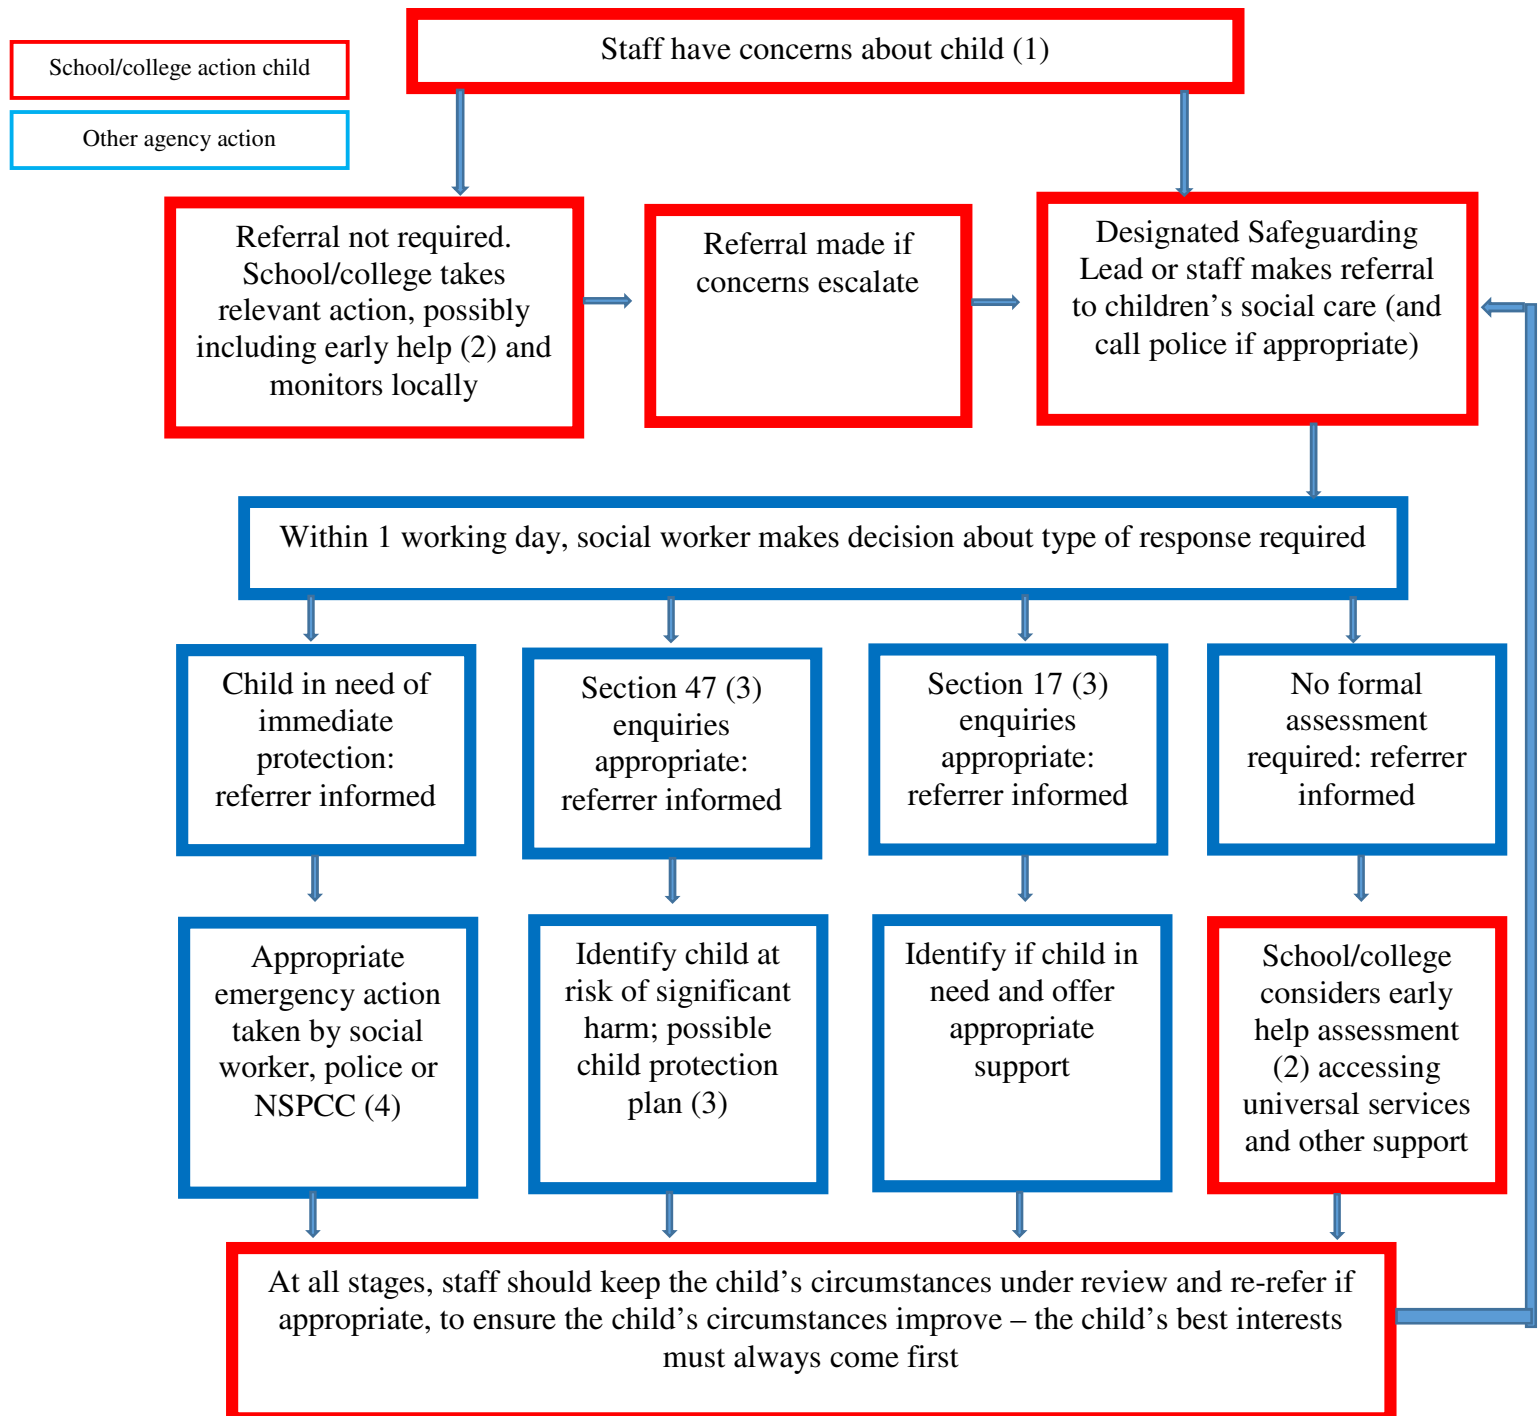 Staff have concerns about child (1)
School/college action child
Other agency action
Referral not required.
School/college takes
relevant action, possibly
including early help (2) and
monitors locally
Referral made if
concerns escalate
Designated Safeguarding
Lead or staff makes referral
to children’s social care (and
call police if appropriate)
Within 1 working day, social worker makes decision about type of response required
Child in need of
immediate
protection:
referrer informed
Section 47 (3)
enquiries
appropriate:
referrer informed
Section 17 (3)
enquiries
appropriate:
referrer informed
No formal
assessment
required: referrer
informed
Appropriate
emergency action
taken by social
worker, police or
NSPCC (4)
Identify child at
risk of significant
harm; possible
child protection
plan (3)
Identify if child in
need and offer
appropriate
support
School/college
considers early
help assessment
(2) accessing
universal services
and other support
At all stages, staff should keep the child’s circumstances under review and re-refer if
appropriate, to ensure the child’s circumstances improve – the child’s best interests
must always come first